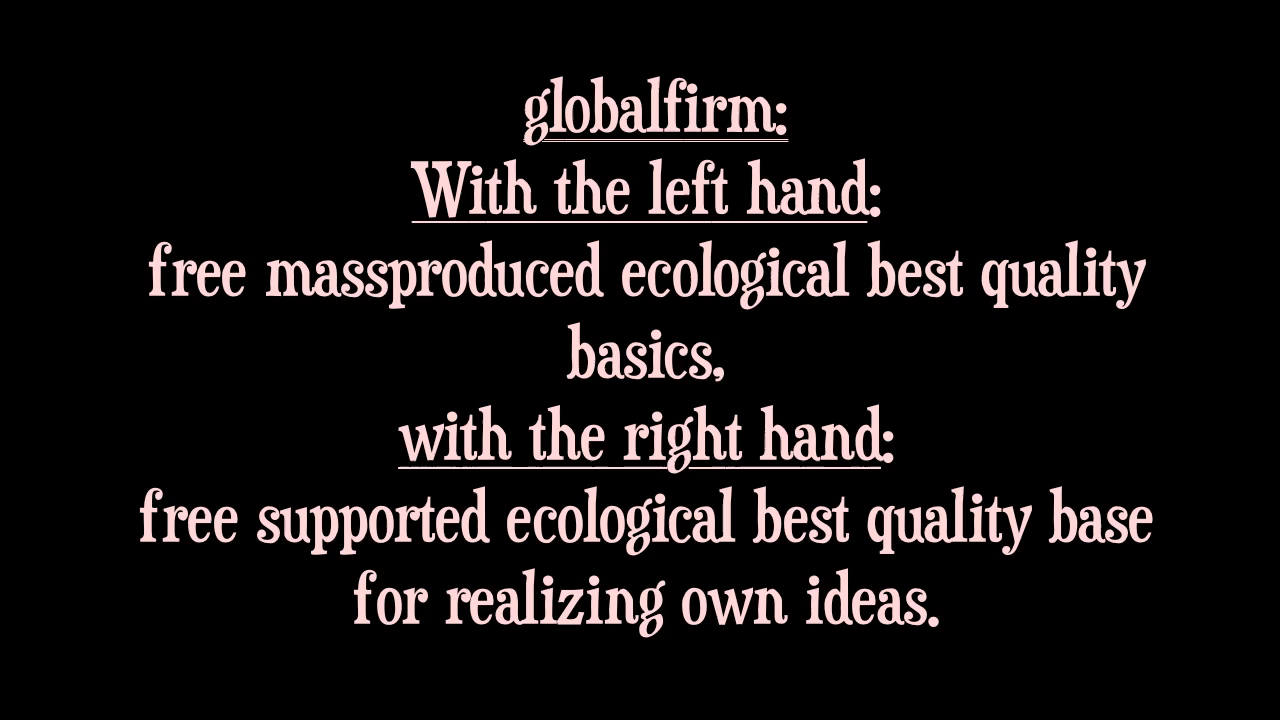 globalfirm:
With the left hand:
free massproduced ecological best quality
basics,
with the right hand:
free supported ecological best quality base
for realizing own ideas.